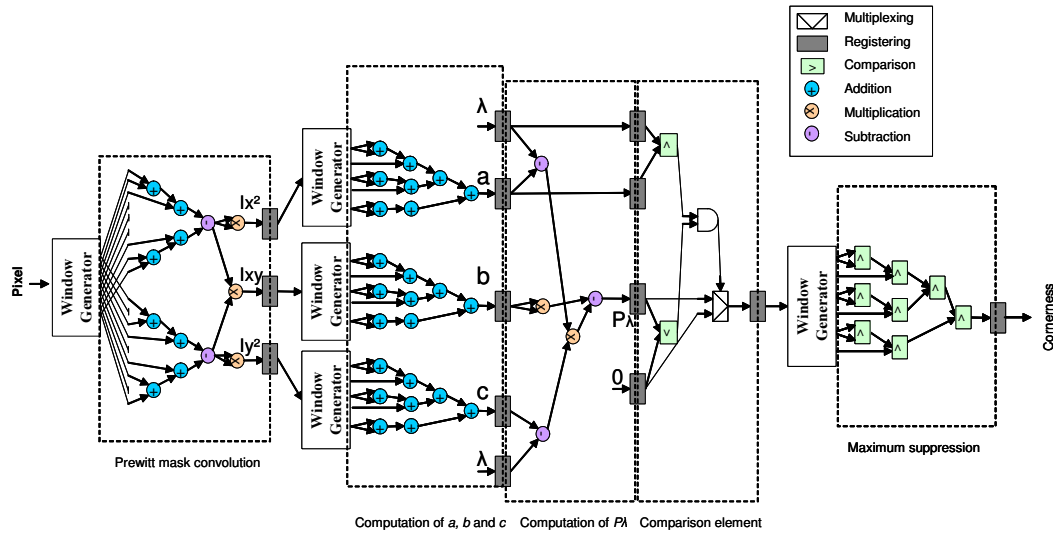 Multiplexing
Registering
> Comparison
+ Addition
× Multiplication
- Subtraction
Pixel
Window Generator
Ix²
Ixy
Iy²
Prewitt mask convolution
Window Generator
Window Generator
Window Generator
λ
a
b
c
λ
Computation of a, b and c
Pλ
0
Computation of Pλ
Comparison element
Window Generator
Maximum suppression
Cornerness